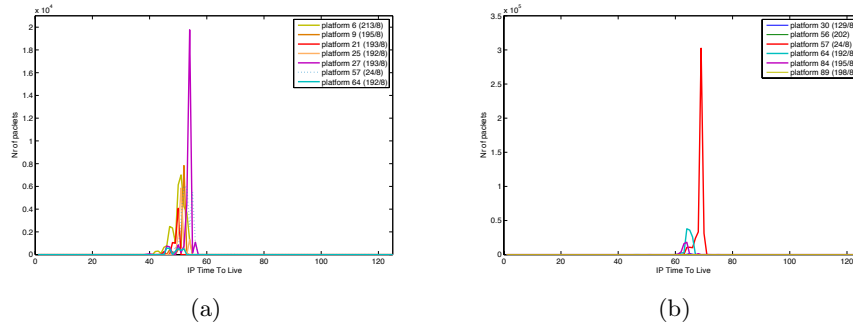 x 10^4
2
1.8
1.6
1.4
1.2
1
0.8
0.6
0.4
0.2
0
Nr of packets
0 20 40 60 80 100 120
IP Time To Live
platform 6 (213/8)
platform 9 (195/8)
platform 21 (193/8)
platform 25 (192/8)
platform 27 (193/8)
platform 57 (24/8)
platform 64 (192/8)
(a)
x 10^5
3.5
3
2.5
2
1.5
1
0.5
0
Nr of packets
0 20 40 60 80 100 120
IP Time To Live
platform 30 (129/8)
platform 56 (202)
platform 57 (24/8)
platform 64 (192/8)
platform 84 (195/8)
platform 89 (198/8)
(b)